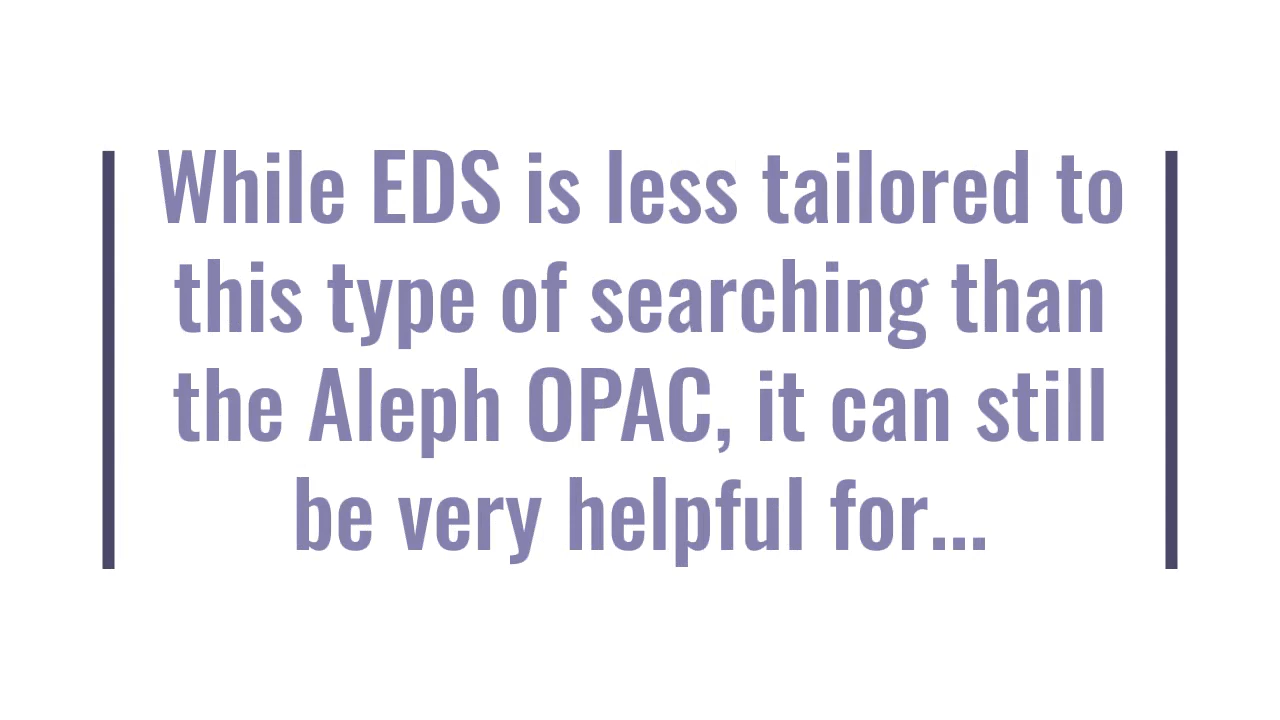 While EDS is less tailored to
this type of searching than
the Aleph OPAC, it can still
be very helpful for...